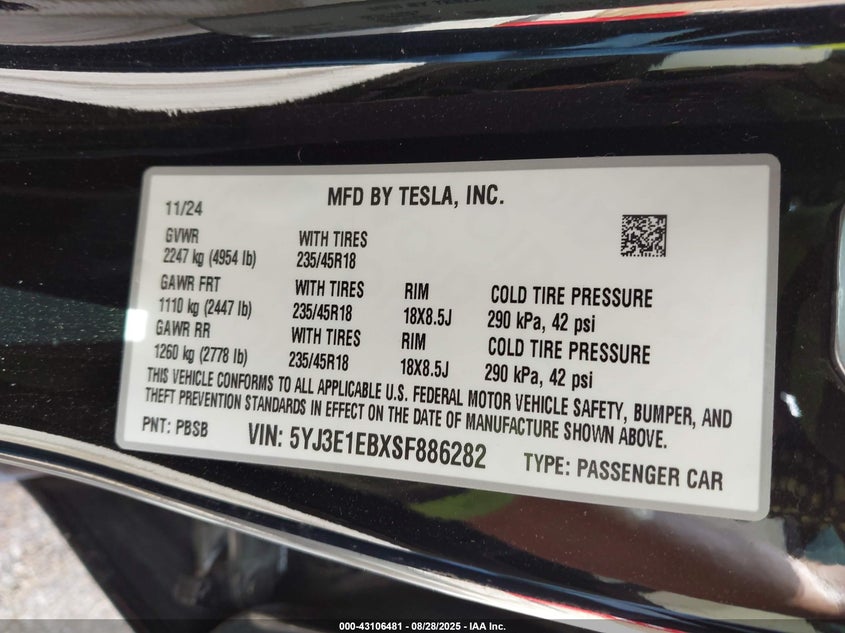 11/24
MFD BY TESLA, INC.
GVWR WITH TIRES
2247 kg (4954 lb) 235/45R18
GAWR FRT WITH TIRES RIM COLD TIRE PRESSURE
1110 kg (2447 lb) 235/45R18 18X8.5J 290 kPa, 42 psi
GAWR RR WITH TIRES RIM COLD TIRE PRESSURE
1260 kg (2778 lb) 235/45R18 18X8.5J 290 kPa, 42 psi
THIS VEHICLE CONFORMS TO ALL APPLICABLE U.S. FEDERAL MOTOR VEHICLE SAFETY, BUMPER, AND
THEFT PREVENTION STANDARDS IN EFFECT ON THE DATE OF MANUFACTURE SHOWN ABOVE.
PNT: PBSB VIN: 5YJ3E1EBXSF886282 TYPE: PASSENGER CAR
000-43106481 - 08/28/2025 - IAA Inc.